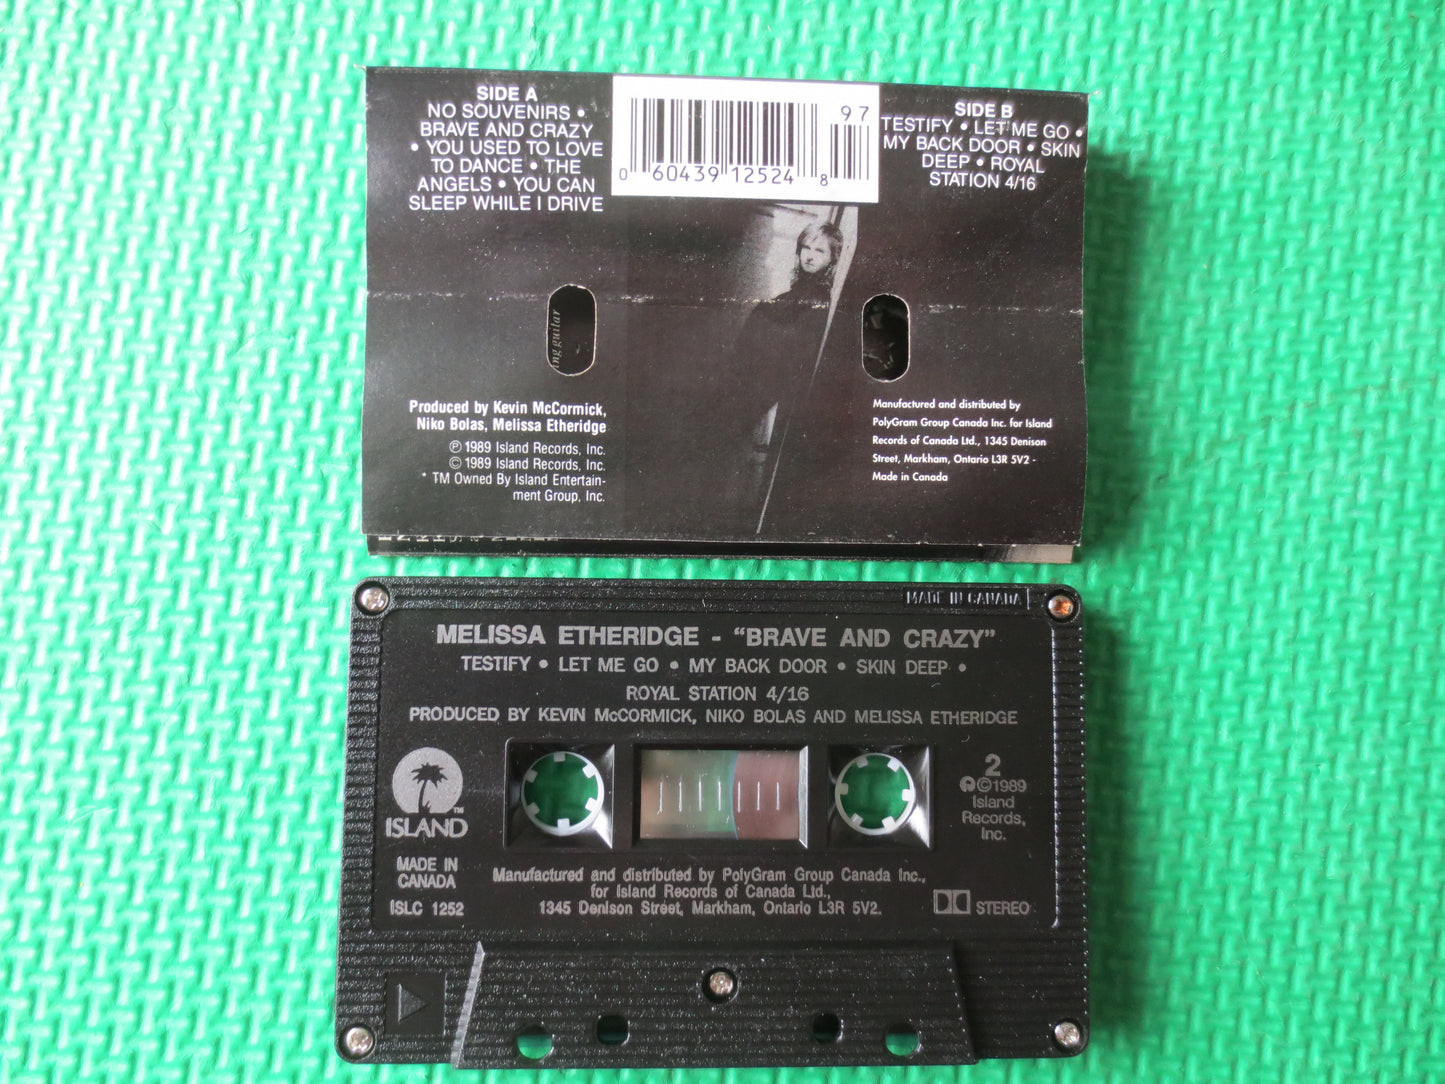 SIDE A
NO SOUVENIRS •
BRAVE AND CRAZY
• YOU USED TO LOVE
TO DANCE • THE
ANGELS • YOU CAN
SLEEP WHILE I DRIVE
97
0 60439 12524 8
SIDE B
TESTIFY • LET ME GO •
MY BACK DOOR • SKIN
DEEP • ROYAL
STATION 4/16
ing guitar
Produced by Kevin McCormick,
Niko Bolas, Melissa Etheridge
℗ 1989 Island Records, Inc.
© 1989 Island Records, Inc.
* TM Owned By Island Entertain-
ment Group, Inc.
Manufactured and distributed by
PolyGram Group Canada Inc. for Island
Records of Canada Ltd., 1345 Denison
Street, Markham, Ontario L3R 5V2 -
Made in Canada
MADE IN CANADA
MELISSA ETHERIDGE - “BRAVE AND CRAZY”
TESTIFY • LET ME GO • MY BACK DOOR • SKIN DEEP •
ROYAL STATION 4/16
PRODUCED BY KEVIN McCORMICK, NIKO BOLAS AND MELISSA ETHERIDGE
ISLAND TM
MADE IN
CANADA
ISLC 1252
2
℗©1989
Island
Records,
Inc.
Manufactured and distributed by PolyGram Group Canada Inc.,
for Island Records of Canada Ltd.,
1345 Denison Street, Markham, Ontario L3R 5V2.
STEREO